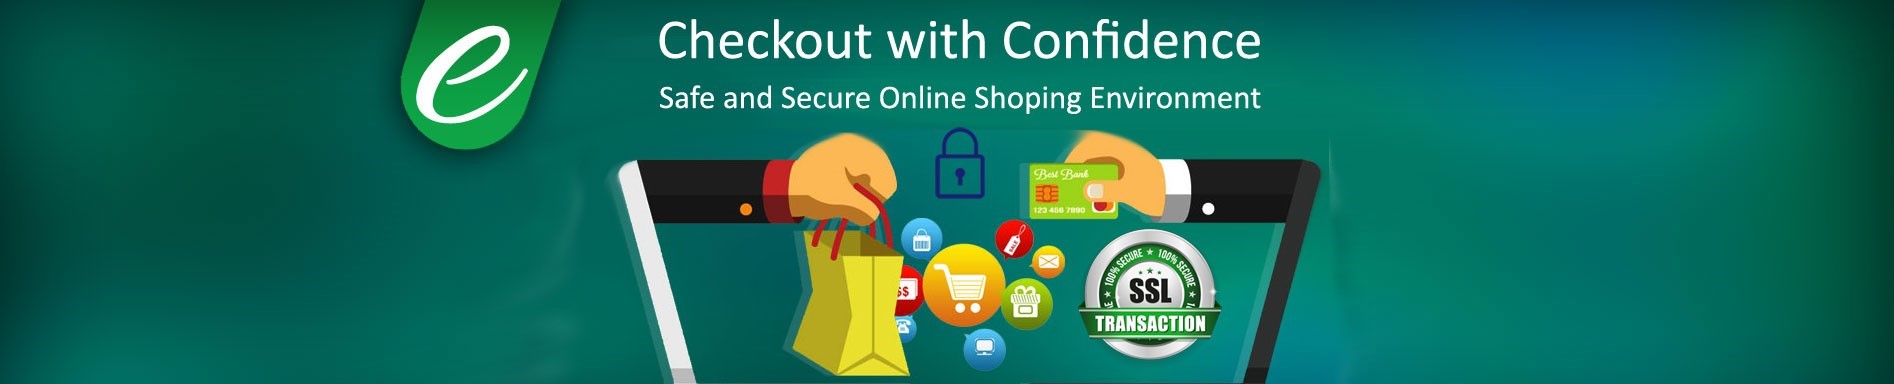 e
Checkout with Confidence
Safe and Secure Online Shoping Environment
Best Bank
123 456 7890
SALE
$$
100% SECURE ★ 100% SECURE
SSL
TRANSACTION